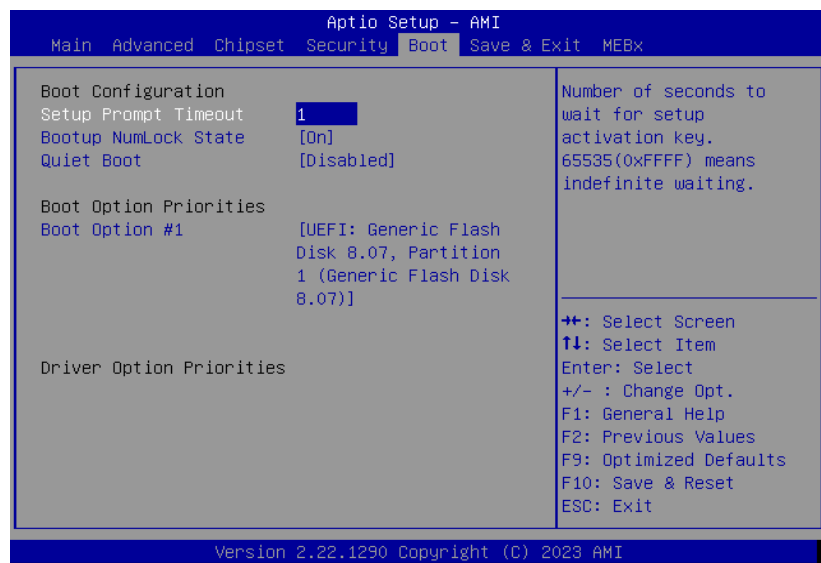 Aptio Setup – AMI
Main Advanced Chipset Security Boot Save & Exit MEBx
Boot Configuration
Setup Prompt Timeout 1
Bootup NumLock State [On]
Quiet Boot [Disabled]
Boot Option Priorities
Boot Option #1 [UEFI: Generic Flash
Disk 8.07, Partition
1 (Generic Flash Disk
8.07)]
Driver Option Priorities
Number of seconds to
wait for setup
activation key.
65535(0xFFFF) means
indefinite waiting.
→←: Select Screen
↑↓: Select Item
Enter: Select
+/- : Change Opt.
F1: General Help
F2: Previous Values
F9: Optimized Defaults
F10: Save & Reset
ESC: Exit
Version 2.22.1290 Copyright (C) 2023 AMI